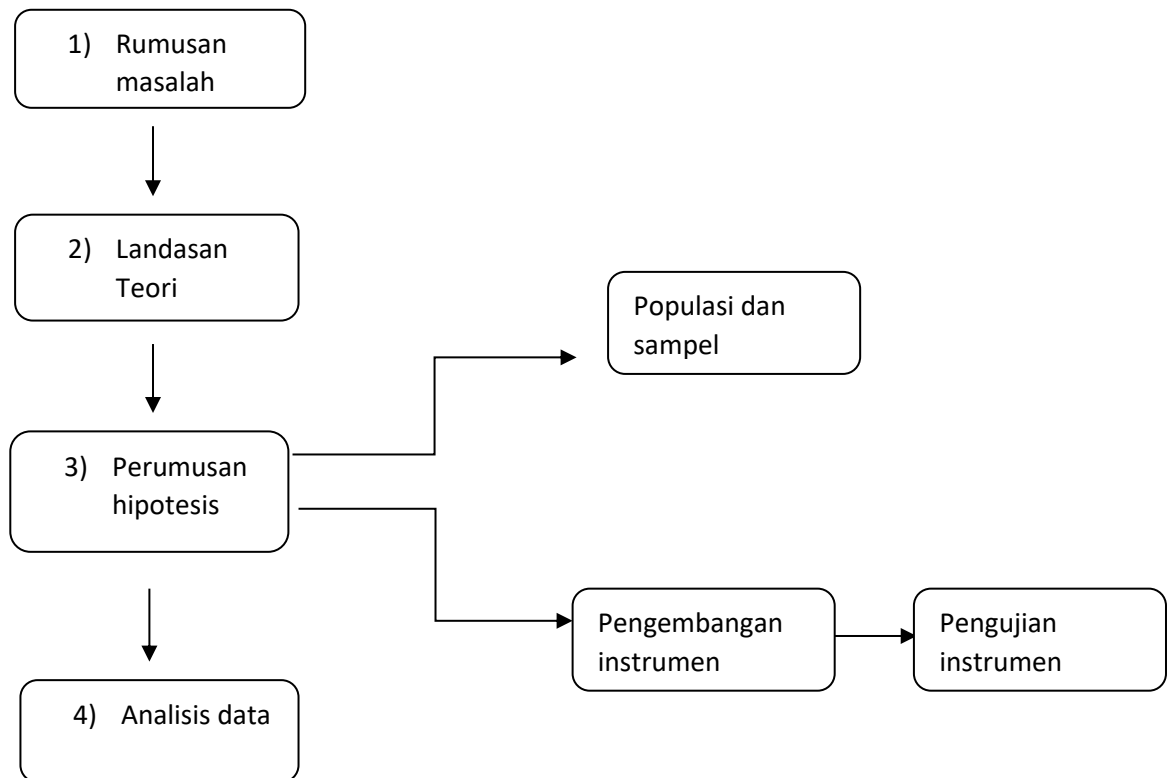 1) Rumusan
masalah
2) Landasan
Teori
Populasi dan
sampel
3) Perumusan
hipotesis
Pengembangan
instrumen
Pengujian
instrumen
4) Analisis data